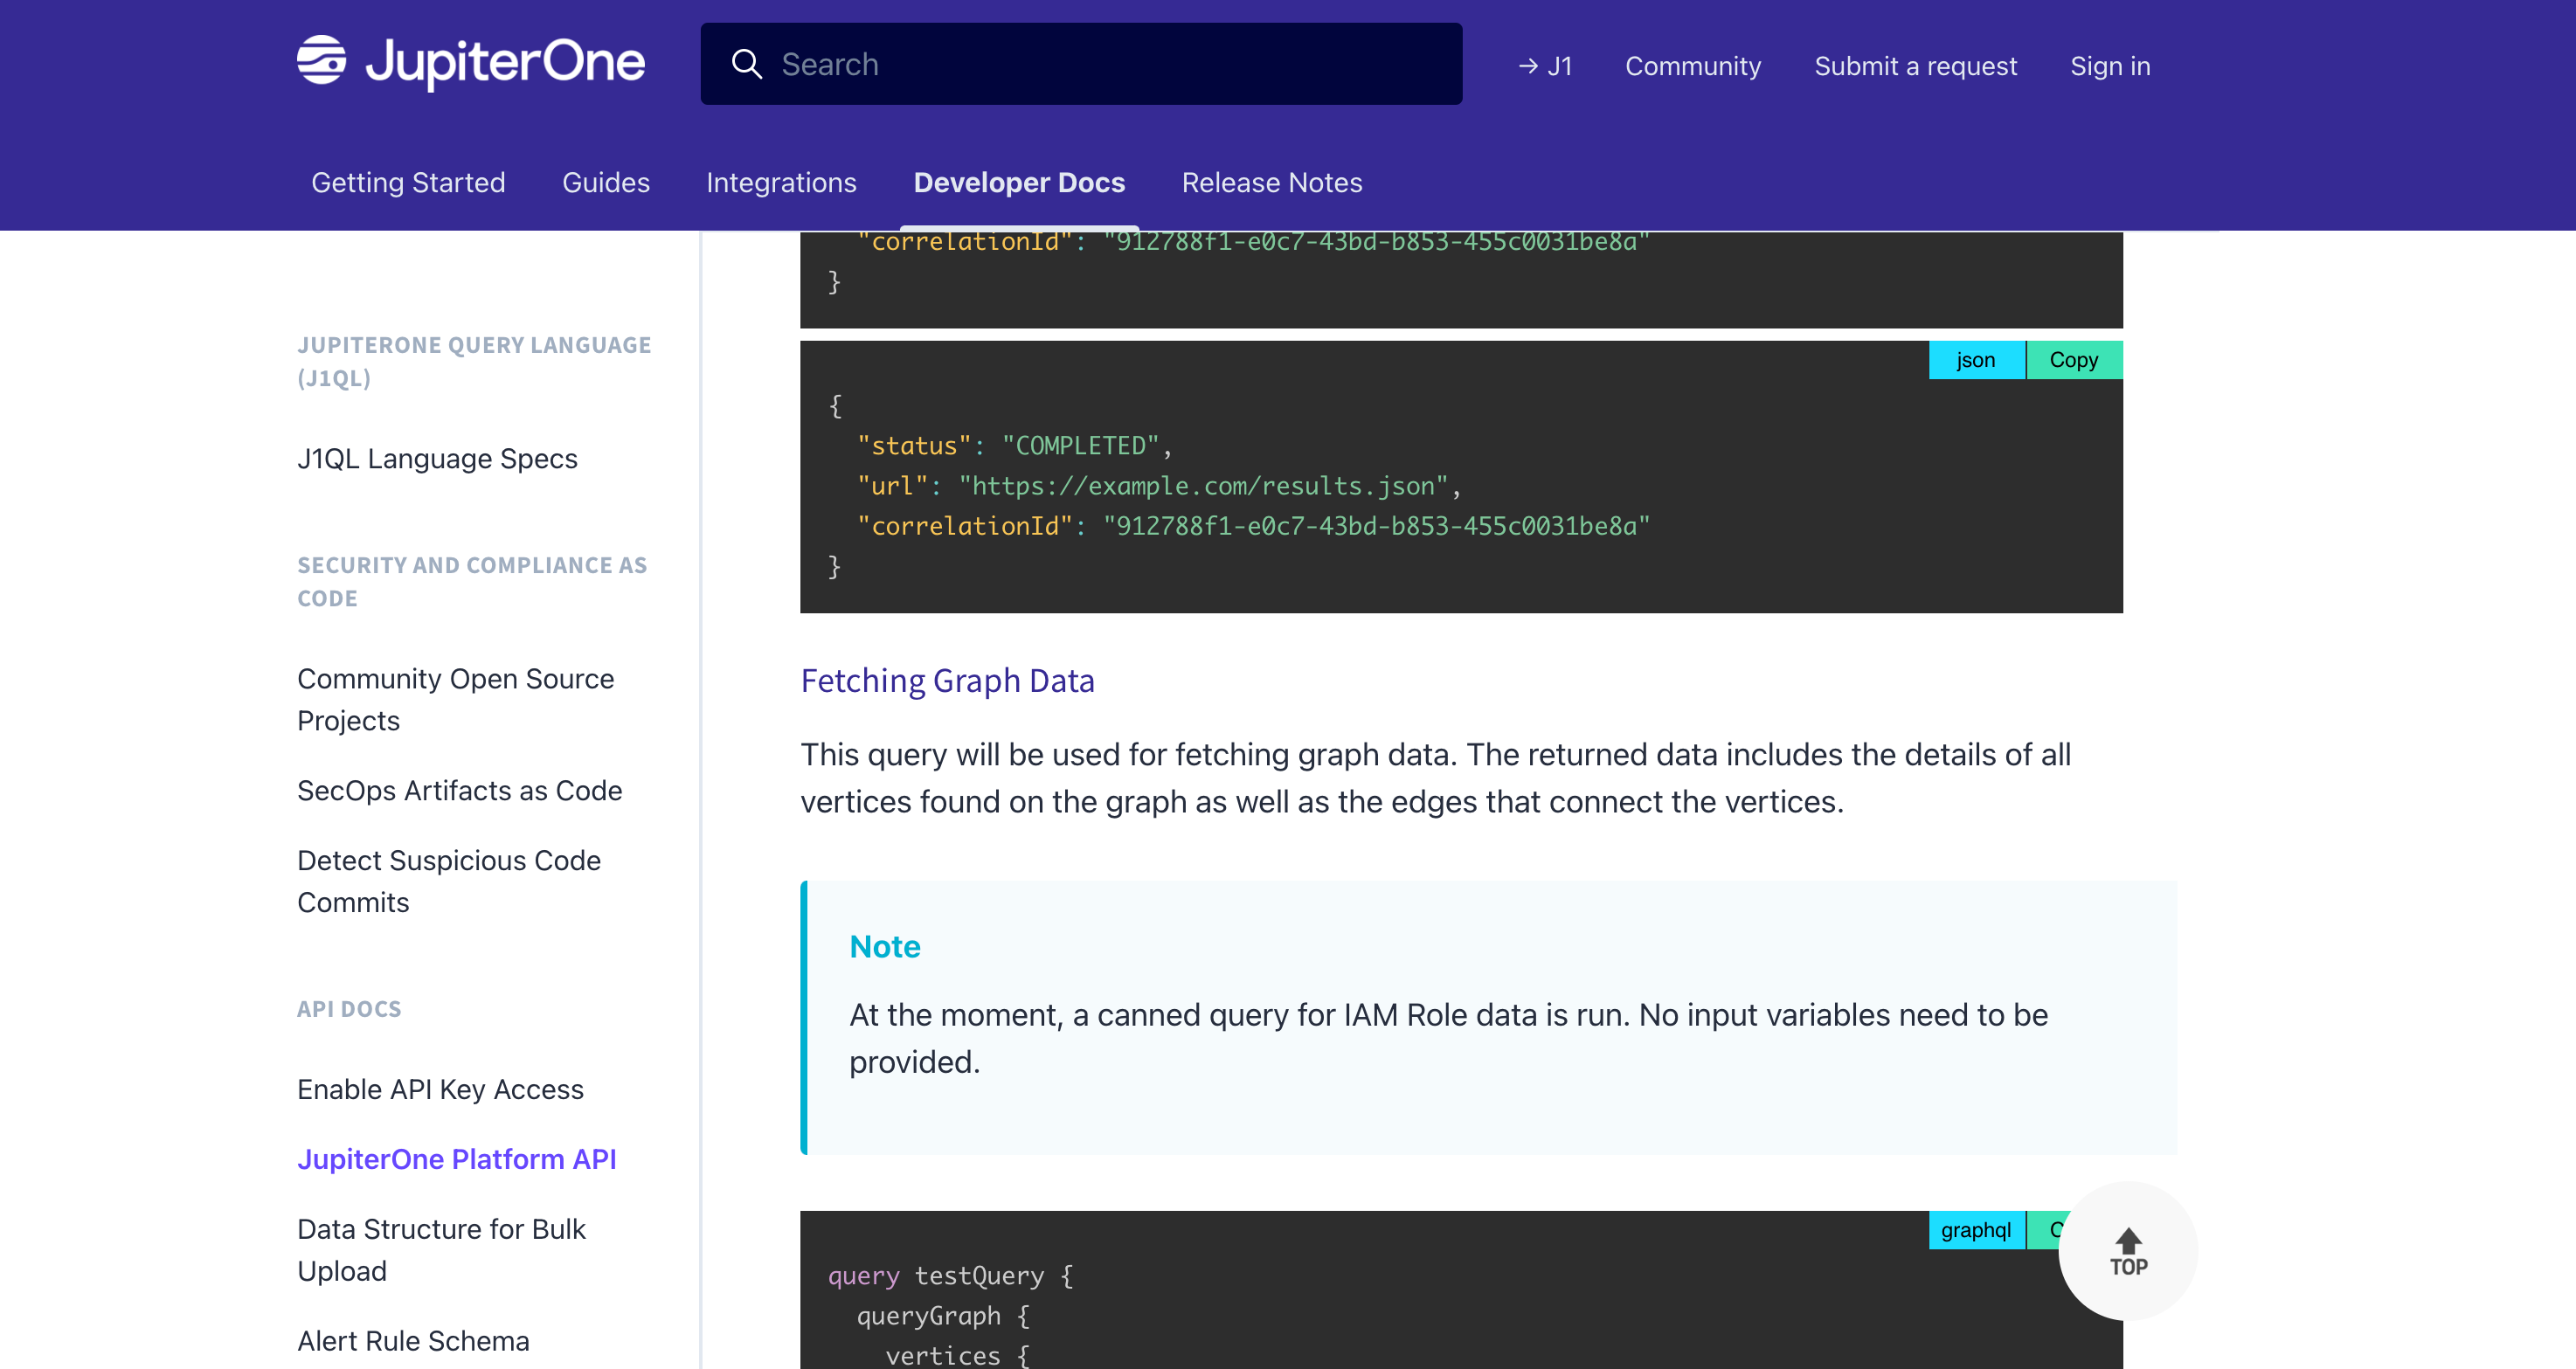 JupiterOne
Search
→ J1
Community
Submit a request
Sign in
Getting Started
Guides
Integrations
Developer Docs
Release Notes
JUPITERONE QUERY LANGUAGE
(J1QL)
J1QL Language Specs
SECURITY AND COMPLIANCE AS
CODE
Community Open Source
Projects
SecOps Artifacts as Code
Detect Suspicious Code
Commits
API DOCS
Enable API Key Access
JupiterOne Platform API
Data Structure for Bulk
Upload
Alert Rule Schema
"correlationId": "912788f1-e0c7-43bd-b853-455c0031be8a"
}
json
Copy
{
"status": "COMPLETED",
"url": "https://example.com/results.json",
"correlationId": "912788f1-e0c7-43bd-b853-455c0031be8a"
}
Fetching Graph Data
This query will be used for fetching graph data. The returned data includes the details of all
vertices found on the graph as well as the edges that connect the vertices.
Note
At the moment, a canned query for IAM Role data is run. No input variables need to be
provided.
graphql
query testQuery {
queryGraph {
vertices {
TOP